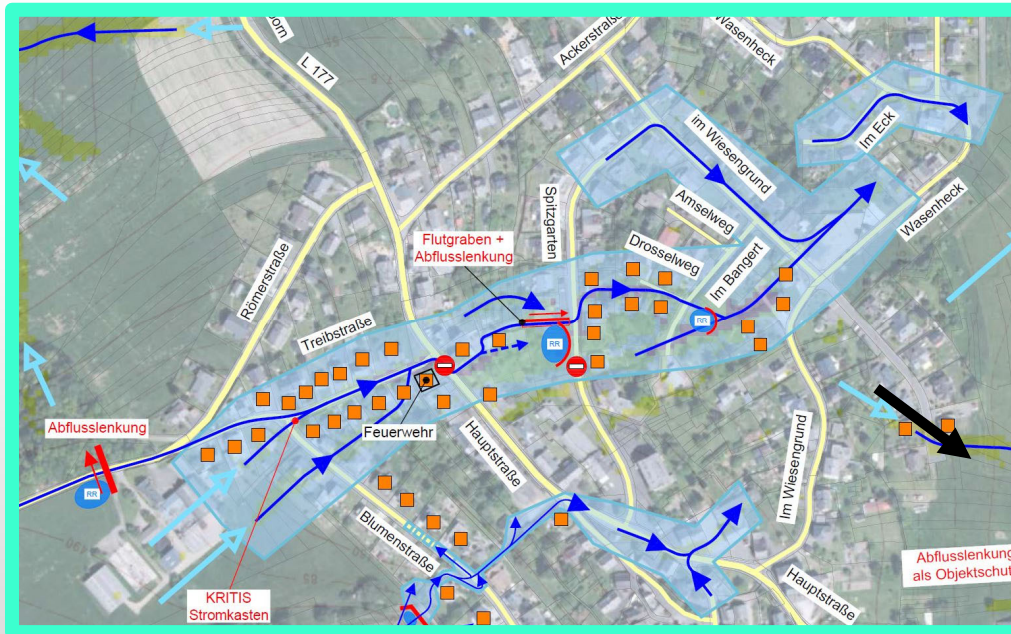 orn
L 177
Ackerstraße
Wasenheck
im Wiesengrund
Im Eck
Spitzgarten
Amselweg
Wasenheck
Flutgraben +
Abflusslenkung
Drosselweg
Im Bangert
Römerstraße
Treibstraße
RR
RR
Abflusslenkung
RR
Feuerwehr
Hauptstraße
Im Wiesengrund
Blumenstraße
KRITIS
Stromkasten
Hauptstraße
Abflusslenkung
als Objektschut